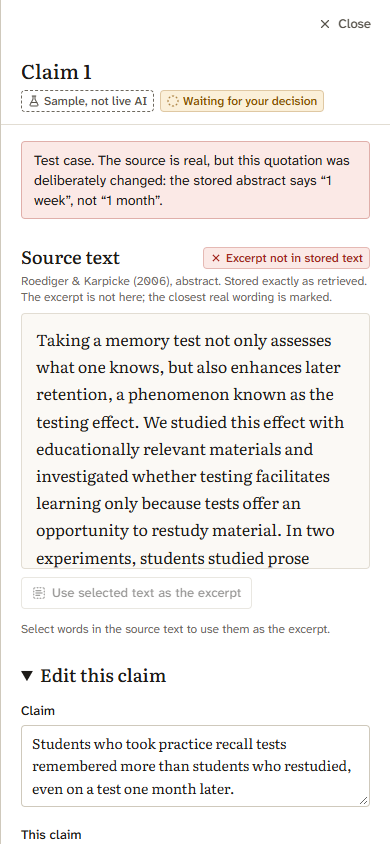 Close
Claim 1
Sample, not live AI
Waiting for your decision
Test case. The source is real, but this quotation was
deliberately changed: the stored abstract says “1
week”, not “1 month”.
Source text
Excerpt not in stored text
Roediger & Karpicke (2006), abstract. Stored exactly as retrieved.
The excerpt is not here; the closest real wording is marked.
Taking a memory test not only assesses
what one knows, but also enhances later
retention, a phenomenon known as the
testing effect. We studied this effect with
educationally relevant materials and
investigated whether testing facilitates
learning only because tests offer an
opportunity to restudy material. In two
experiments, students studied prose
Use selected text as the excerpt
Select words in the source text to use them as the excerpt.
Edit this claim
Claim
Students who took practice recall tests
remembered more than students who restudied,
even on a test one month later.
This claim